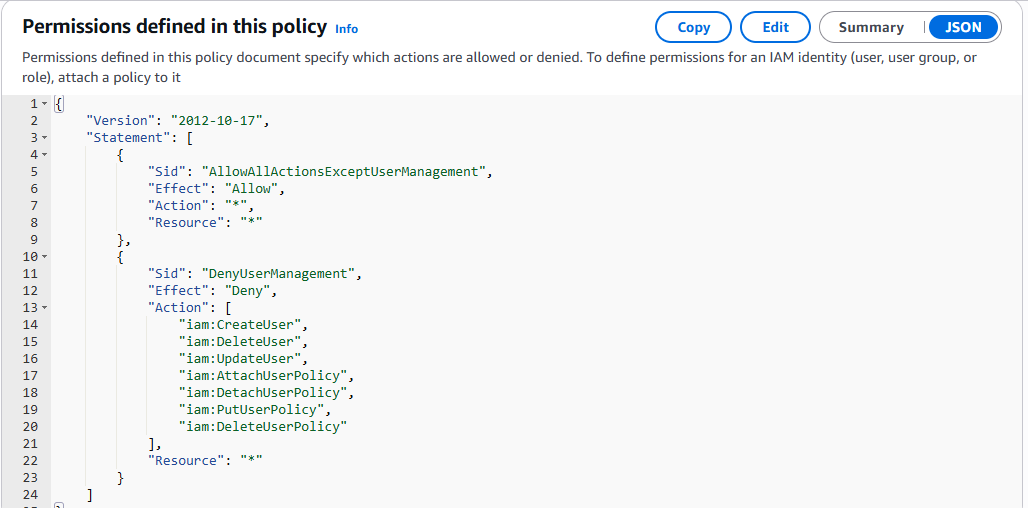 Permissions defined in this policy Info
Copy
Edit
Summary
JSON
Permissions defined in this policy document specify which actions are allowed or denied. To define permissions for an IAM identity (user, user group, or
role), attach a policy to it
1 {
2 "Version": "2012-10-17",
3 "Statement": [
4 {
5 "Sid": "AllowAllActionsExceptUserManagement",
6 "Effect": "Allow",
7 "Action": "*",
8 "Resource": "*"
9 },
10 {
11 "Sid": "DenyUserManagement",
12 "Effect": "Deny",
13 "Action": [
14 "iam:CreateUser",
15 "iam:DeleteUser",
16 "iam:UpdateUser",
17 "iam:AttachUserPolicy",
18 "iam:DetachUserPolicy",
19 "iam:PutUserPolicy",
20 "iam:DeleteUserPolicy"
21 ],
22 "Resource": "*"
23 }
24 ]